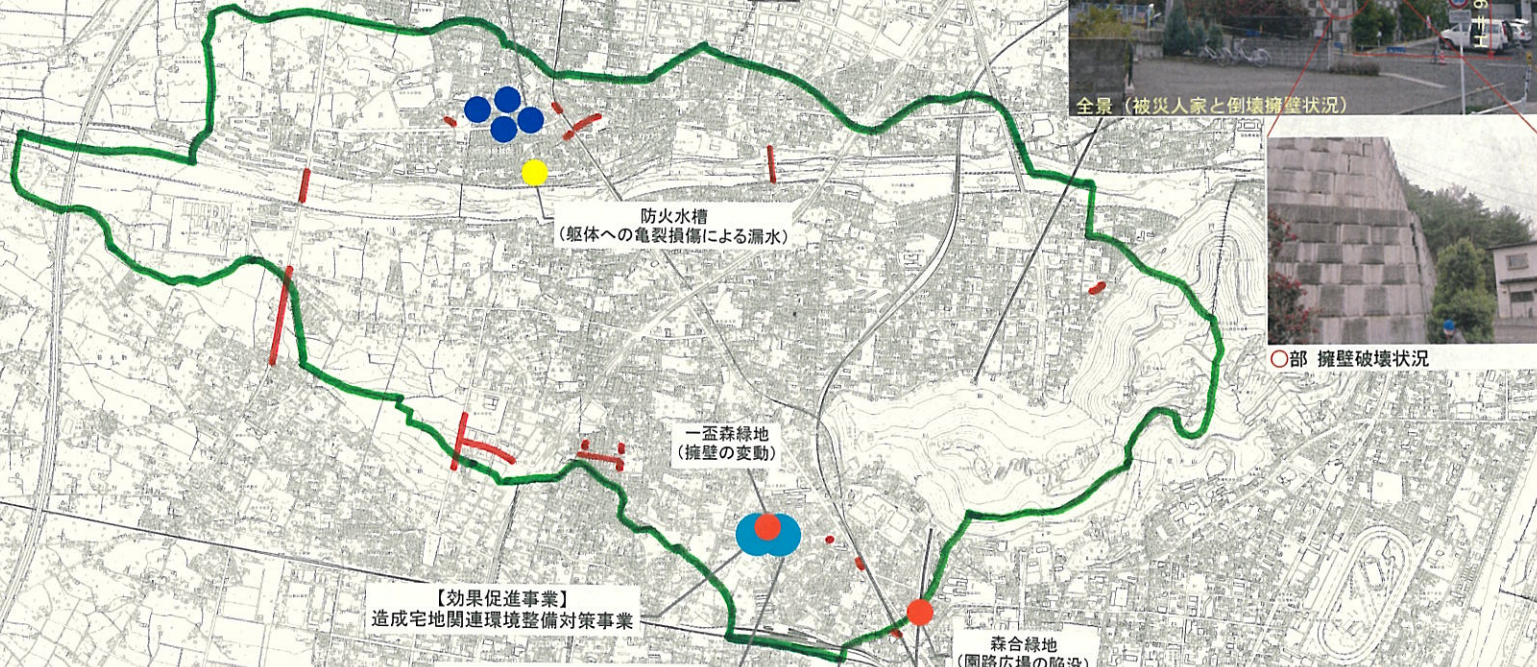 全景（被災人家と倒壊擁壁状況）
防火水槽
(躯体への亀裂損傷による漏水)
○部 擁壁破壊状況
一盃森緑地
(擁壁の変動)
【効果促進事業】
造成宅地関連環境整備対策事業
森合緑地
(園路広場の陥没)